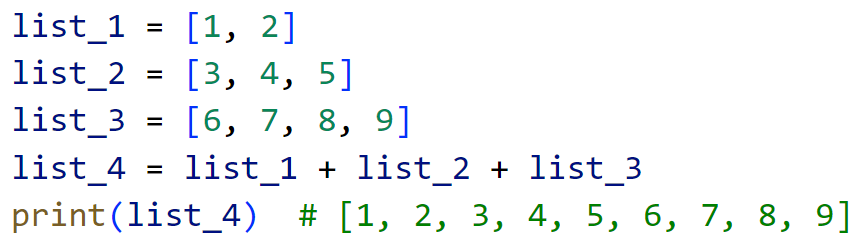 list_1 = [1, 2]
list_2 = [3, 4, 5]
list_3 = [6, 7, 8, 9]
list_4 = list_1 + list_2 + list_3
print(list_4)  # [1, 2, 3, 4, 5, 6, 7, 8, 9]